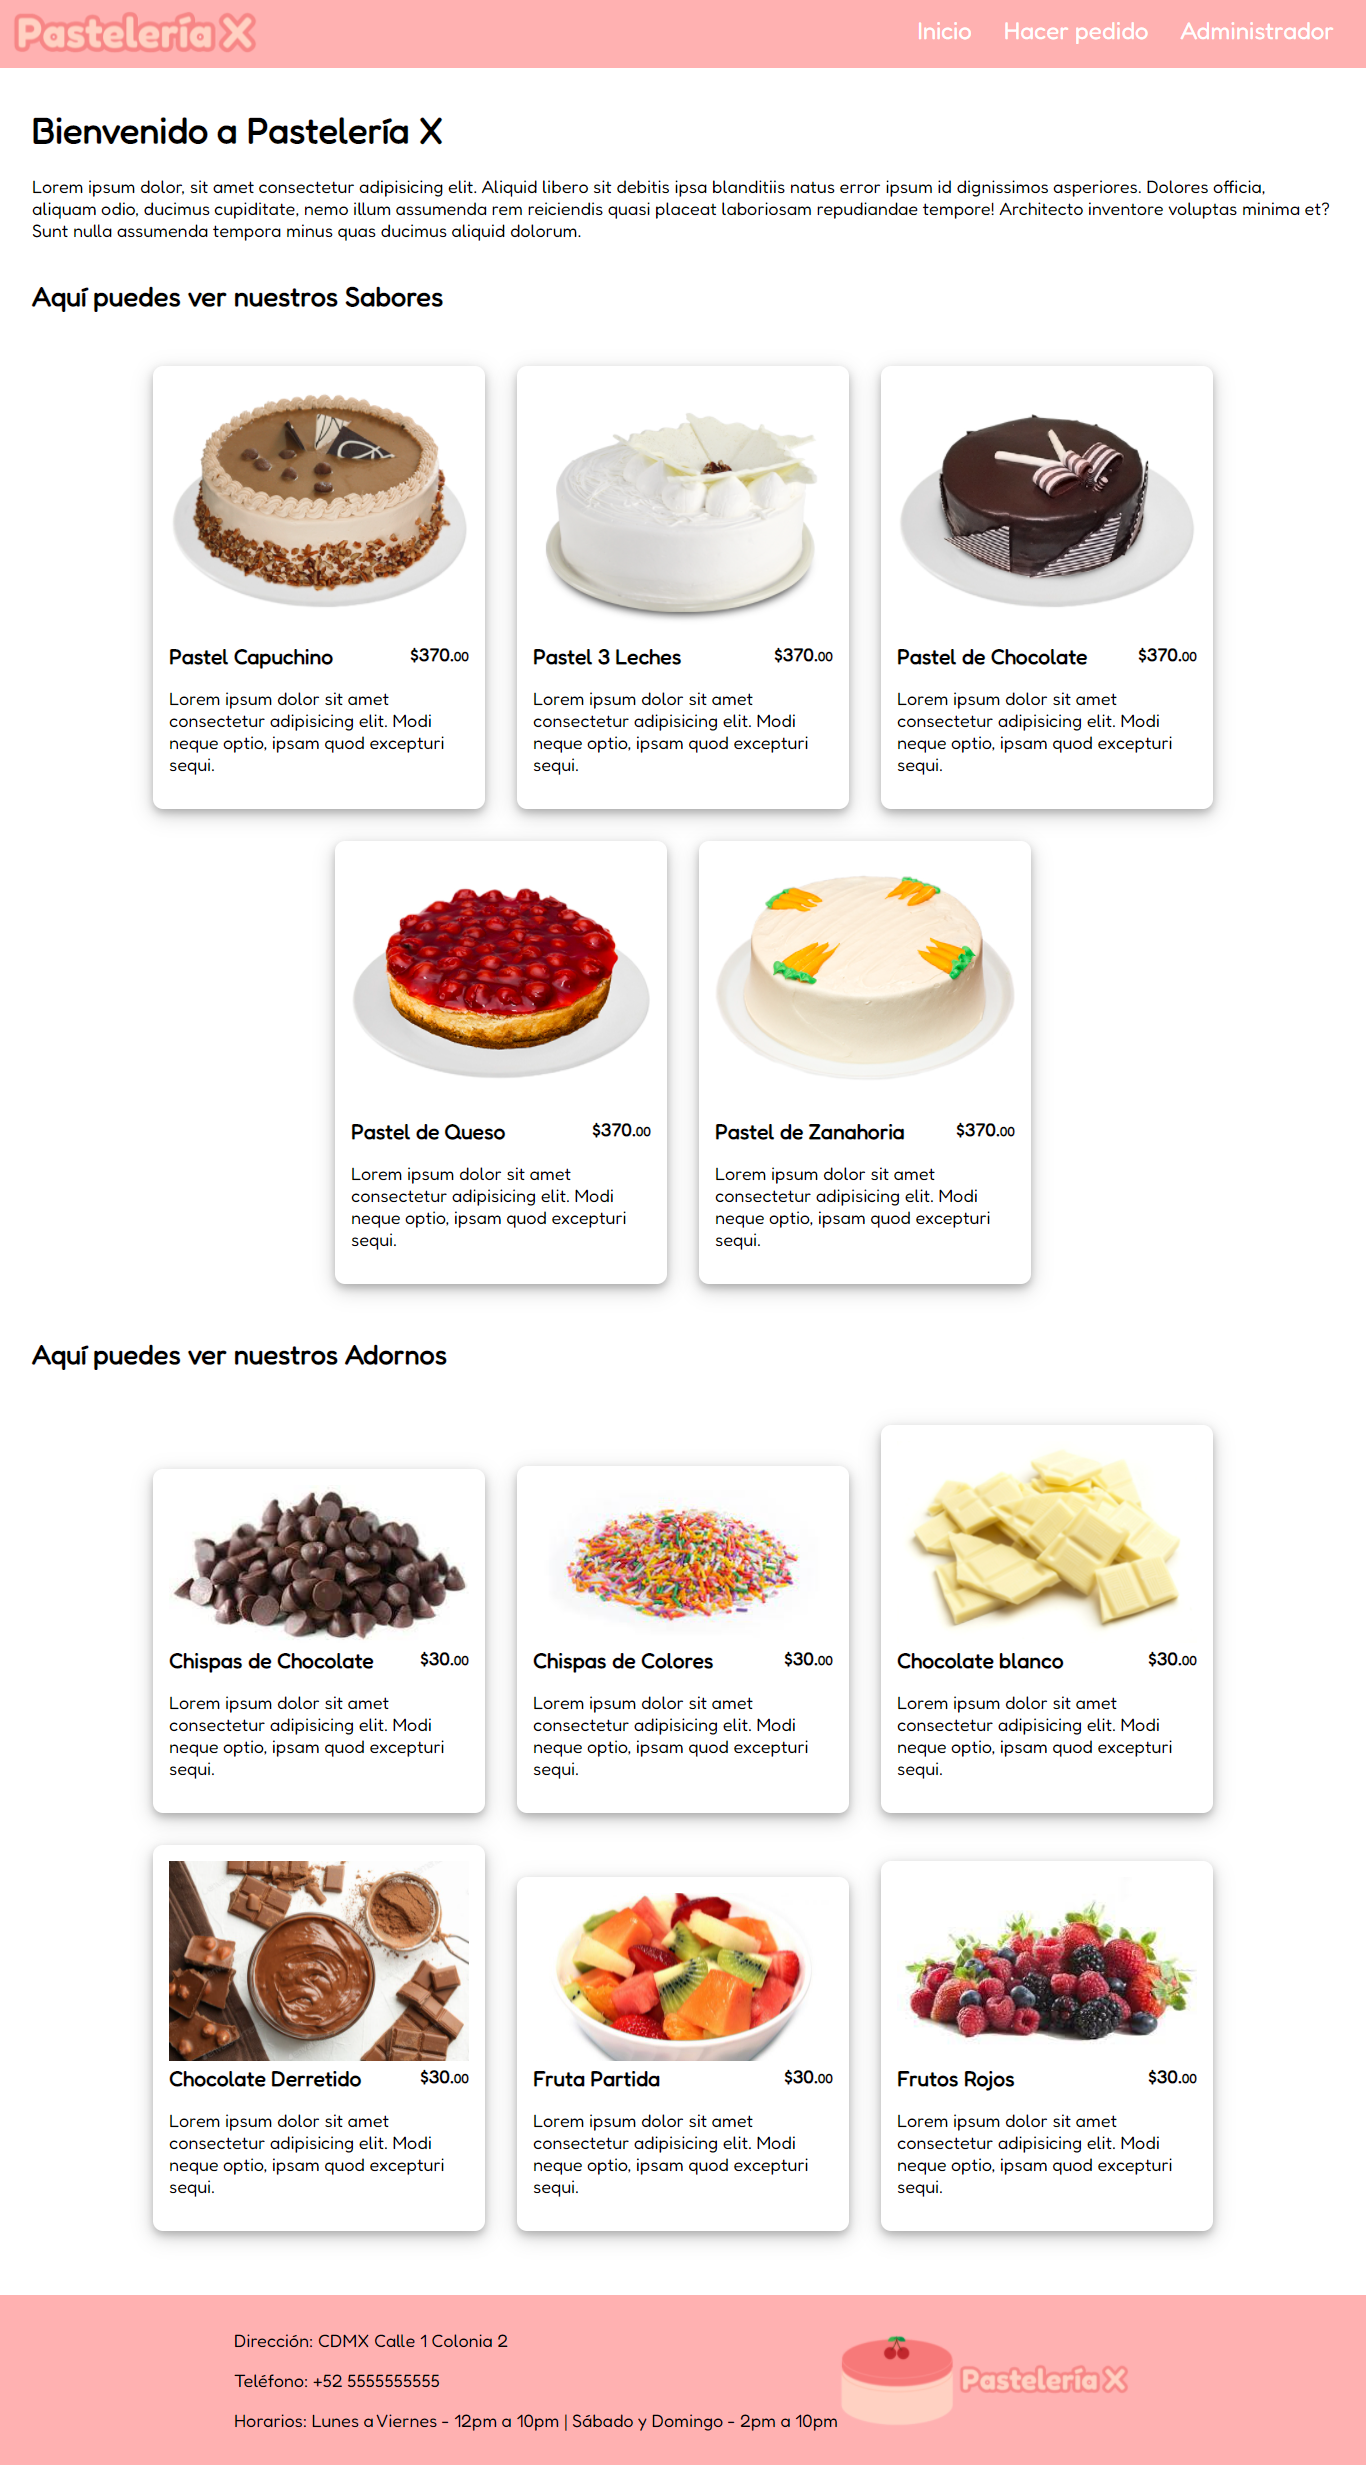 Pastelería X
Inicio Hacer pedido Administrador
Bienvenido a Pastelería X
Lorem ipsum dolor, sit amet consectetur adipisicing elit. Aliquid libero sit debitis ipsa blanditiis natus error ipsum id dignissimos asperiores. Dolores officia,
aliquam odio, ducimus cupiditate, nemo illum assumenda rem reiciendis quasi placeat laboriosam repudiandae tempore! Architecto inventore voluptas minima et?
Sunt nulla assumenda tempora minus quas ducimus aliquid dolorum.
Aquí puedes ver nuestros Sabores
Pastel Capuchino $370.00
Lorem ipsum dolor sit amet
consectetur adipisicing elit. Modi
neque optio, ipsam quod excepturi
sequi.
Pastel 3 Leches $370.00
Lorem ipsum dolor sit amet
consectetur adipisicing elit. Modi
neque optio, ipsam quod excepturi
sequi.
Pastel de Chocolate $370.00
Lorem ipsum dolor sit amet
consectetur adipisicing elit. Modi
neque optio, ipsam quod excepturi
sequi.
Pastel de Queso $370.00
Lorem ipsum dolor sit amet
consectetur adipisicing elit. Modi
neque optio, ipsam quod excepturi
sequi.
Pastel de Zanahoria $370.00
Lorem ipsum dolor sit amet
consectetur adipisicing elit. Modi
neque optio, ipsam quod excepturi
sequi.
Aquí puedes ver nuestros Adornos
Chispas de Chocolate $30.00
Lorem ipsum dolor sit amet
consectetur adipisicing elit. Modi
neque optio, ipsam quod excepturi
sequi.
Chispas de Colores $30.00
Lorem ipsum dolor sit amet
consectetur adipisicing elit. Modi
neque optio, ipsam quod excepturi
sequi.
Chocolate blanco $30.00
Lorem ipsum dolor sit amet
consectetur adipisicing elit. Modi
neque optio, ipsam quod excepturi
sequi.
Chocolate Derretido $30.00
Lorem ipsum dolor sit amet
consectetur adipisicing elit. Modi
neque optio, ipsam quod excepturi
sequi.
Fruta Partida $30.00
Lorem ipsum dolor sit amet
consectetur adipisicing elit. Modi
neque optio, ipsam quod excepturi
sequi.
Frutos Rojos $30.00
Lorem ipsum dolor sit amet
consectetur adipisicing elit. Modi
neque optio, ipsam quod excepturi
sequi.
Dirección: CDMX Calle 1 Colonia 2
Teléfono: +52 5555555555
Horarios: Lunes a Viernes - 12pm a 10pm | Sábado y Domingo - 2pm a 10pm
Pastelería X